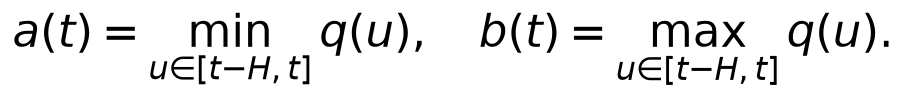 a(t) = min_{u∈[t−H, t]} q(u),    b(t) = max_{u∈[t−H, t]} q(u).